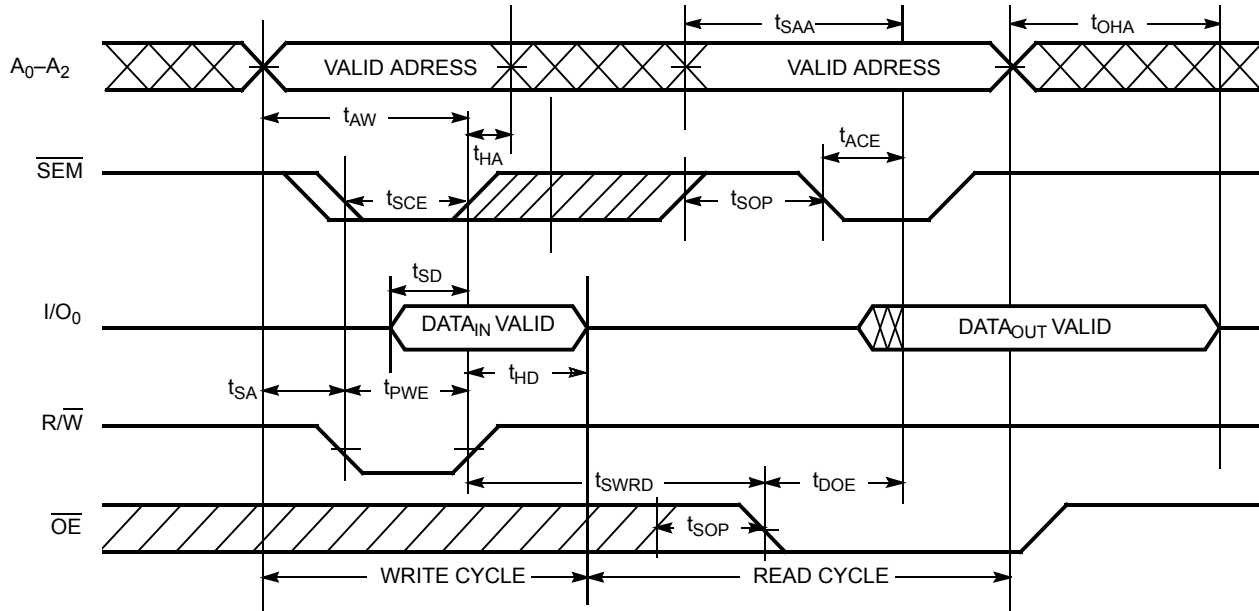 tSAA
tOHA
A0–A2
VALID ADRESS
VALID ADRESS
tAW
tHA
tACE
SEM
tSCE
tSOP
tSD
I/O0
DATAIN VALID
DATAOUT VALID
tSA
tPWE
tHD
R/W
tSWRD
tDOE
OE
tSOP
WRITE CYCLE
READ CYCLE